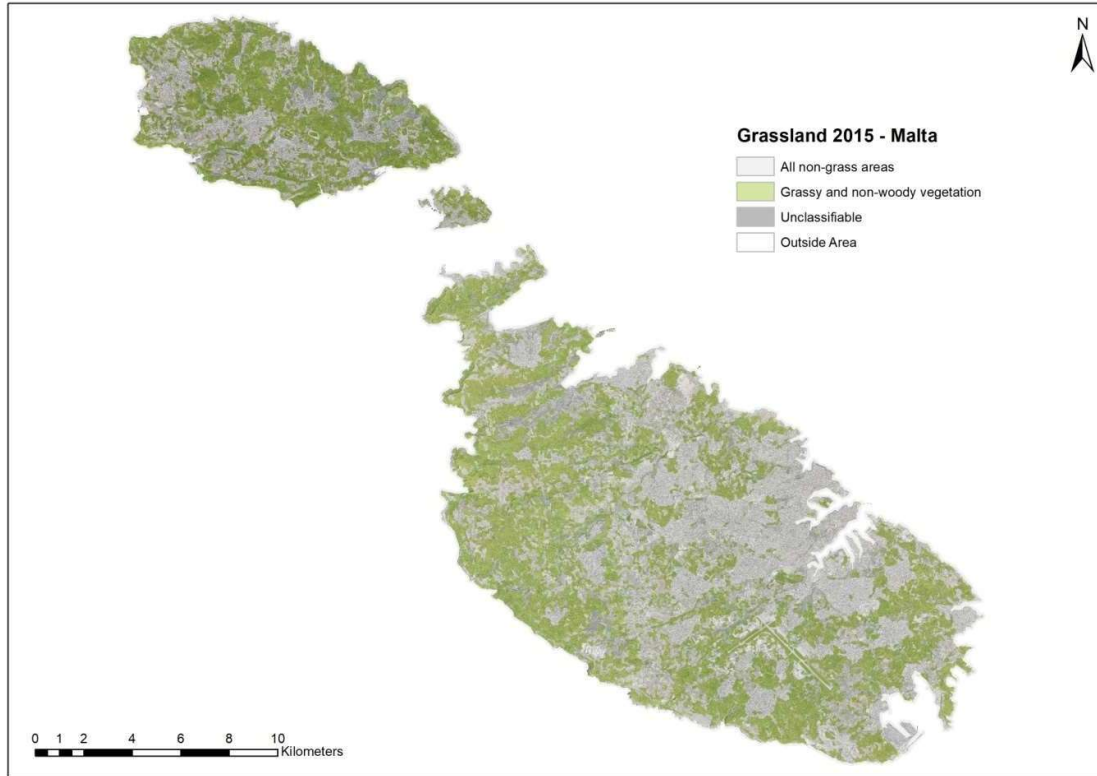 N
Grassland 2015 - Malta
All non-grass areas
Grassy and non-woody vegetation
Unclassifiable
Outside Area
0 1 2 4 6 8 10
Kilometers